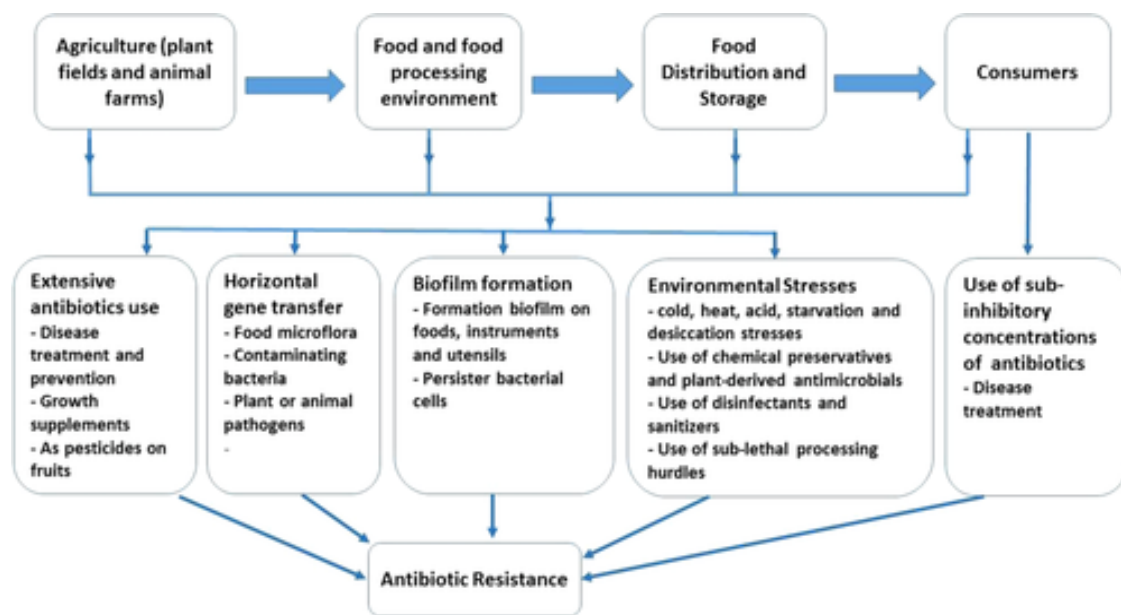 Agriculture (plant
fields and animal
farms)
Food and food
processing
environment
Food
Distribution and
Storage
Consumers
Extensive
antibiotics use
- Disease
treatment and
prevention
- Growth
supplements
- As pesticides on
fruits
Horizontal
gene transfer
- Food microflora
- Contaminating
bacteria
- Plant or animal
pathogens
-
Biofilm formation
- Formation biofilm on
foods, instruments
and utensils
- Persister bacterial
cells
Environmental Stresses
- cold, heat, acid, starvation and
desiccation stresses
- Use of chemical preservatives
and plant-derived antimicrobials
- Use of disinfectants and
sanitizers
- Use of sub-lethal processing
hurdles
Use of sub-
inhibitory
concentrations
of antibiotics
- Disease
treatment
Antibiotic Resistance